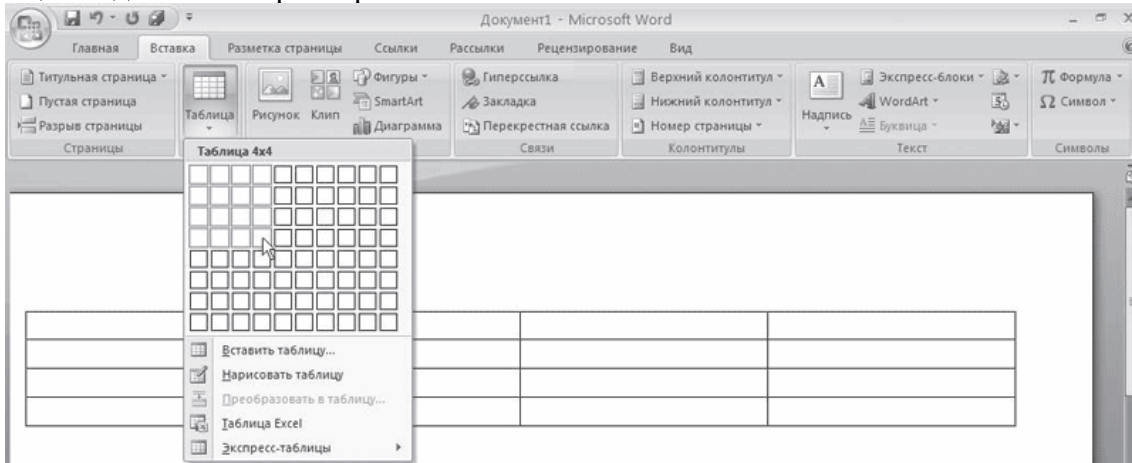 Документ1 - Microsoft Word
Главная Вставка Разметка страницы Ссылки Рассылки Рецензирование Вид
Титульная страница
Пустая страница
Разрыв страницы
Страницы
Таблица
Рисунок
Клип
Фигуры
SmartArt
Диаграмма
Гиперссылка
Закладка
Перекрестная ссылка
Связи
Верхний колонтитул
Нижний колонтитул
Номер страницы
Колонтитулы
Надпись
Экспресс-блоки
WordArt
Буквица
Текст
π Формула
Ω Символ
Символы
Таблица 4x4
Вставить таблицу...
Нарисовать таблицу
Преобразовать в таблицу...
Таблица Excel
Экспресс-таблицы